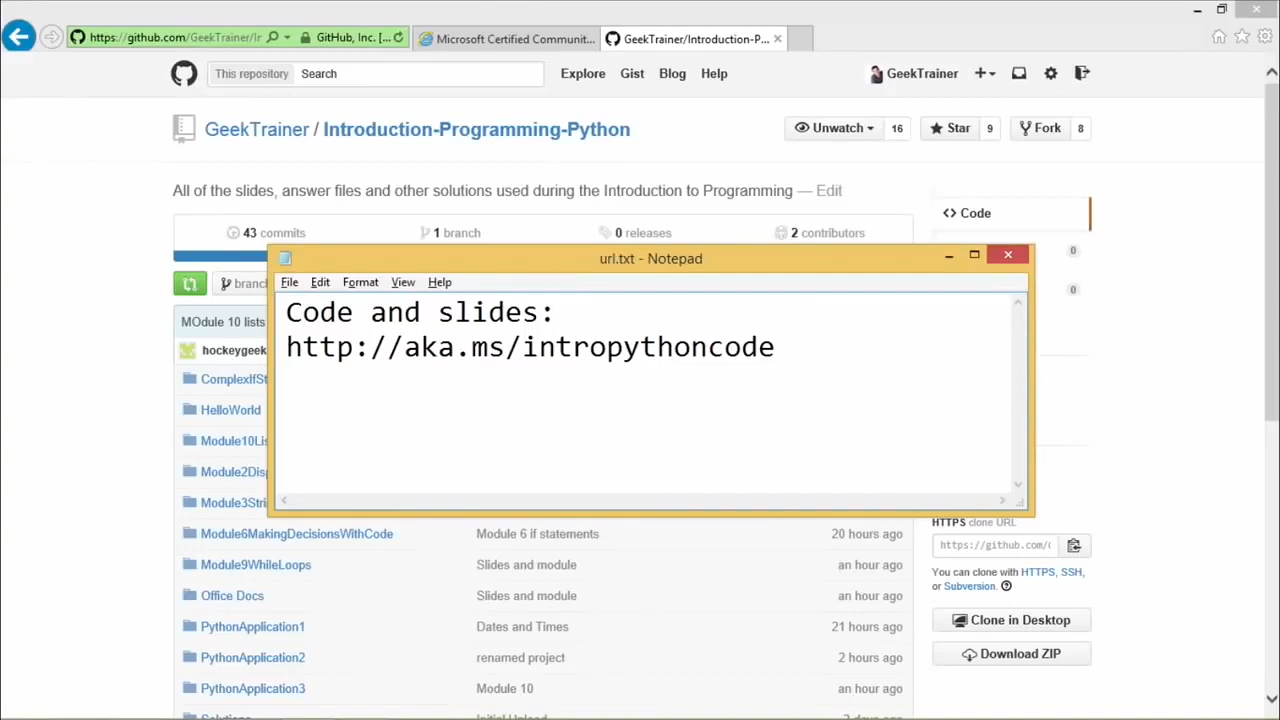 https://github.com/GeekTrainer/Ir
GitHub, Inc. [...
Microsoft Certified Communit...
GeekTrainer/Introduction-P...
This repository
Search
Explore
Gist
Blog
Help
GeekTrainer
GeekTrainer / Introduction-Programming-Python
Unwatch
16
Star
9
Fork
8
All of the slides, answer files and other solutions used during the Introduction to Programming — Edit
43 commits
1 branch
0 releases
2 contributors
Code
0
0
url.txt - Notepad
File
Edit
Format
View
Help
Code and slides:
http://aka.ms/intropythoncode
MOdule 10 lists
hockeygeek
ComplexIfSt
HelloWorld
Module10Lis
Module2Disp
Module3Stri
Module6MakingDecisionsWithCode
Module 6 if statements
20 hours ago
Module9WhileLoops
Slides and module
an hour ago
Office Docs
Slides and module
an hour ago
PythonApplication1
Dates and Times
21 hours ago
PythonApplication2
renamed project
2 hours ago
PythonApplication3
Module 10
an hour ago
HTTPS clone URL
https://github.com/
You can clone with HTTPS, SSH,
or Subversion.
Clone in Desktop
Download ZIP